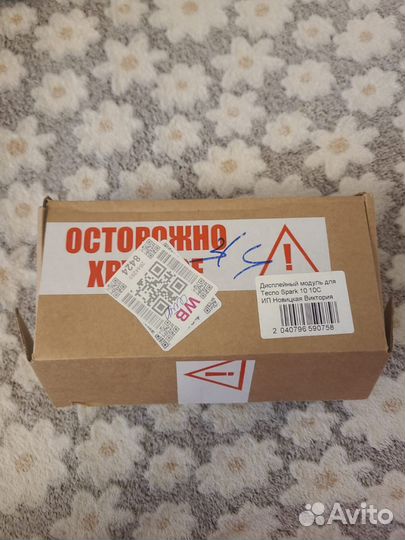 ОСТОРОЖНО
ХР
Е
8424
WB
Дисплейный модуль для
Tecno Spark 10 10C
ИП Новицкая Виктория
2 040796 590758
Avito